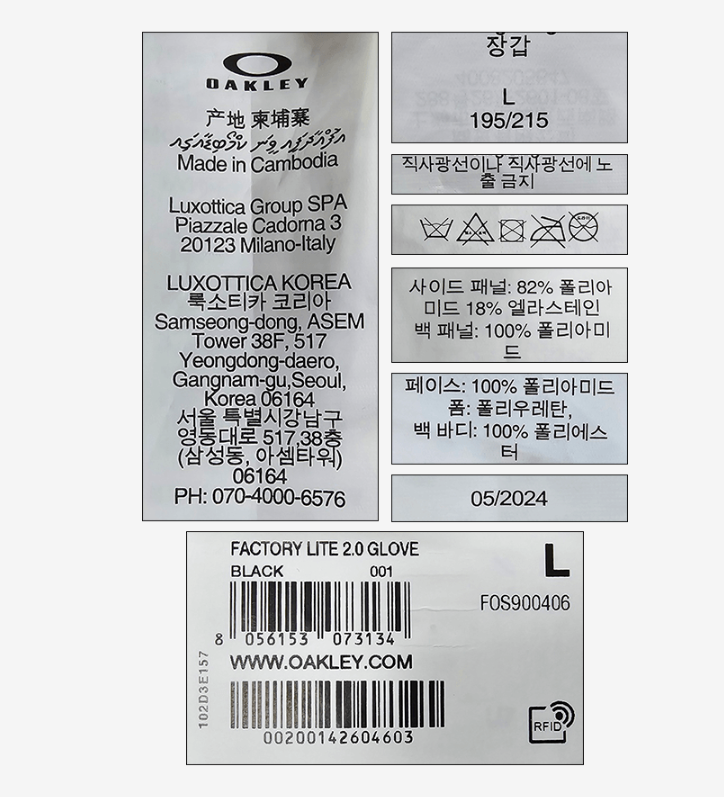 OAKLEY
产地 柬埔寨
Made in Cambodia
Luxottica Group SPA
Piazzale Cadorna 3
20123 Milano-Italy
LUXOTTICA KOREA
룩소티카 코리아
Samseong-dong, ASEM
Tower 38F, 517
Yeongdong-daero,
Gangnam-gu,Seoul,
Korea 06164
서울 특별시강남구
영동대로 517,38층
(삼성동, 아셈타워)
06164
PH: 070-4000-6576
장갑
L
195/215
직사광선이나 직사광선에 노
출 금지
사이드 패널: 82% 폴리아
미드 18% 엘라스테인
백 패널: 100% 폴리아미
드
페이스: 100% 폴리아미드
폼: 폴리우레탄,
백 바디: 100% 폴리에스
터
05/2024
FACTORY LITE 2.0 GLOVE
BLACK 001
L
FOS900406
8 056153 073134
WWW.OAKLEY.COM
102D3E157
00200142604603
RFID